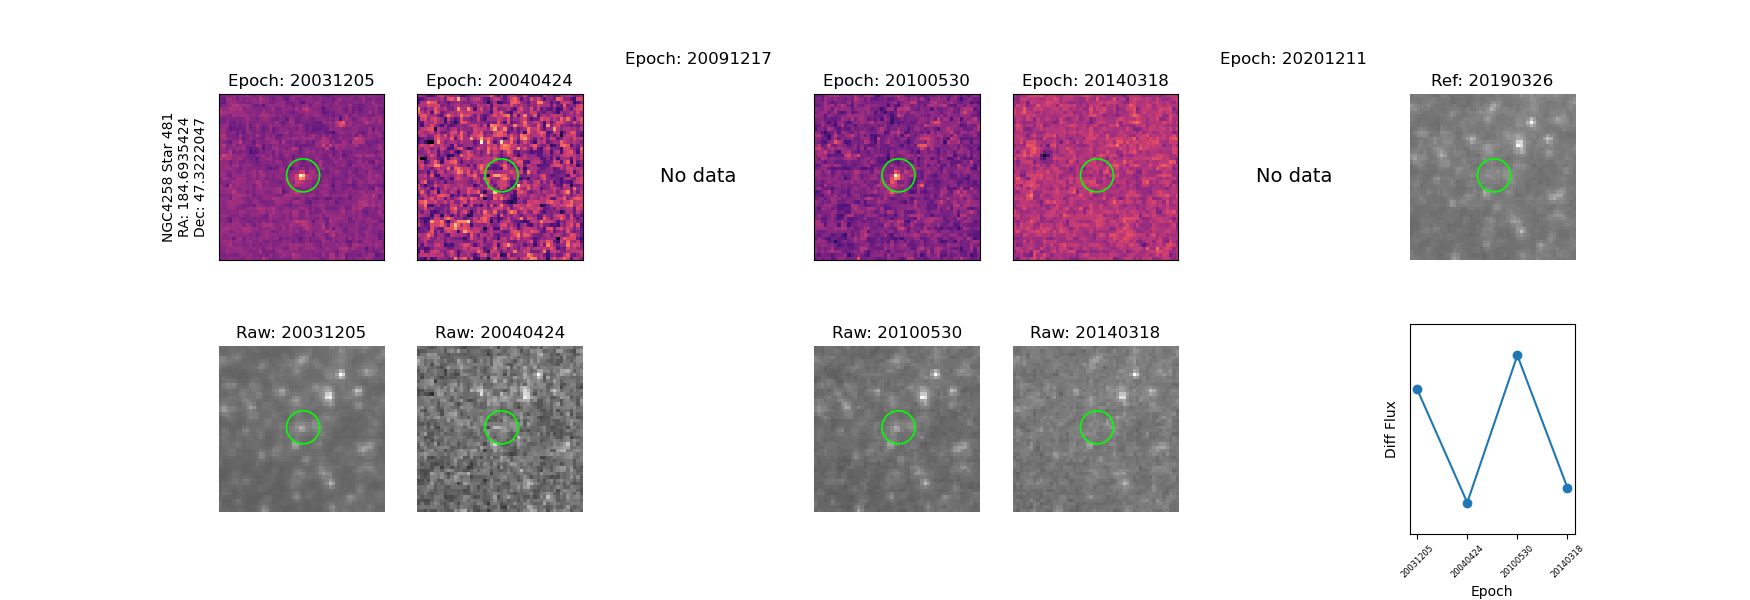 NGC4258 Star 481
RA: 184.6935424
Dec: 47.3222047
Epoch: 20031205
Epoch: 20040424
Epoch: 20091217
No data
Epoch: 20100530
Epoch: 20140318
Epoch: 20201211
No data
Ref: 20190326
Raw: 20031205
Raw: 20040424
Raw: 20100530
Raw: 20140318
Diff Flux
20031205
20040424
20100530
20140318
Epoch